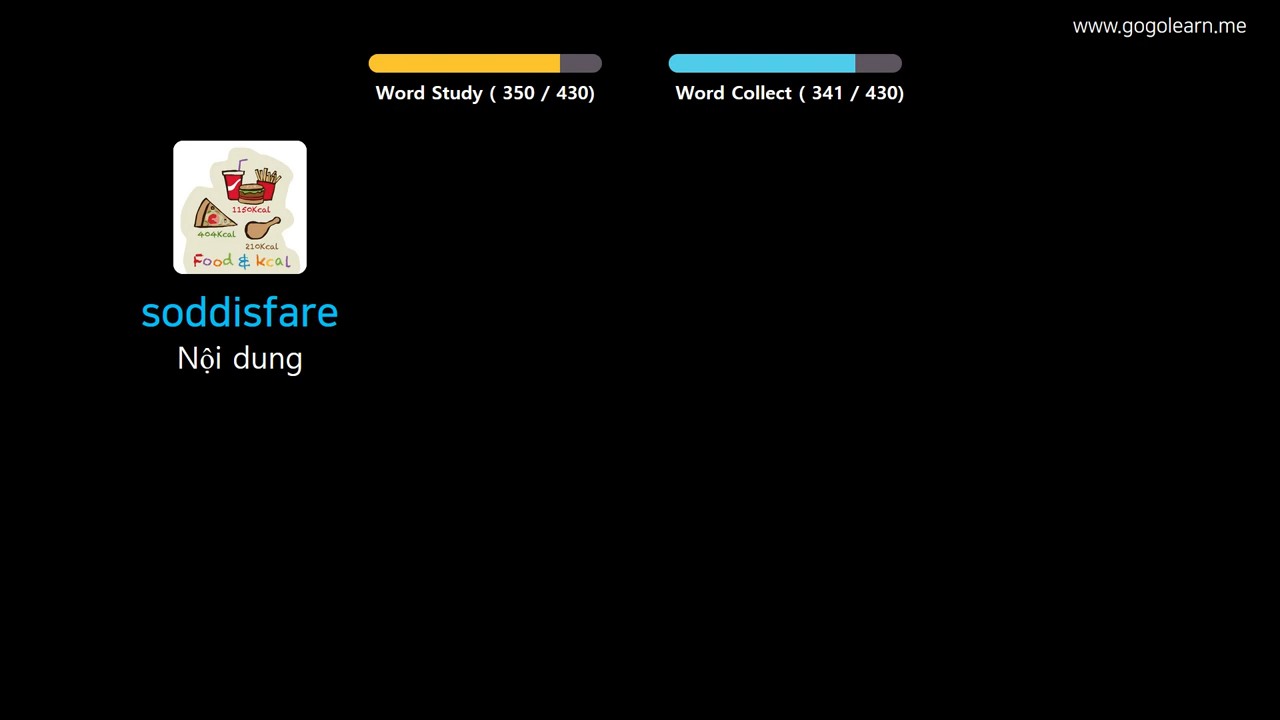 www.gogolearn.me
Word Study ( 350 / 430)
Word Collect ( 341 / 430)
1150Kcal
404Kcal
210Kcal
Food & kcal
soddisfare
Nội dung